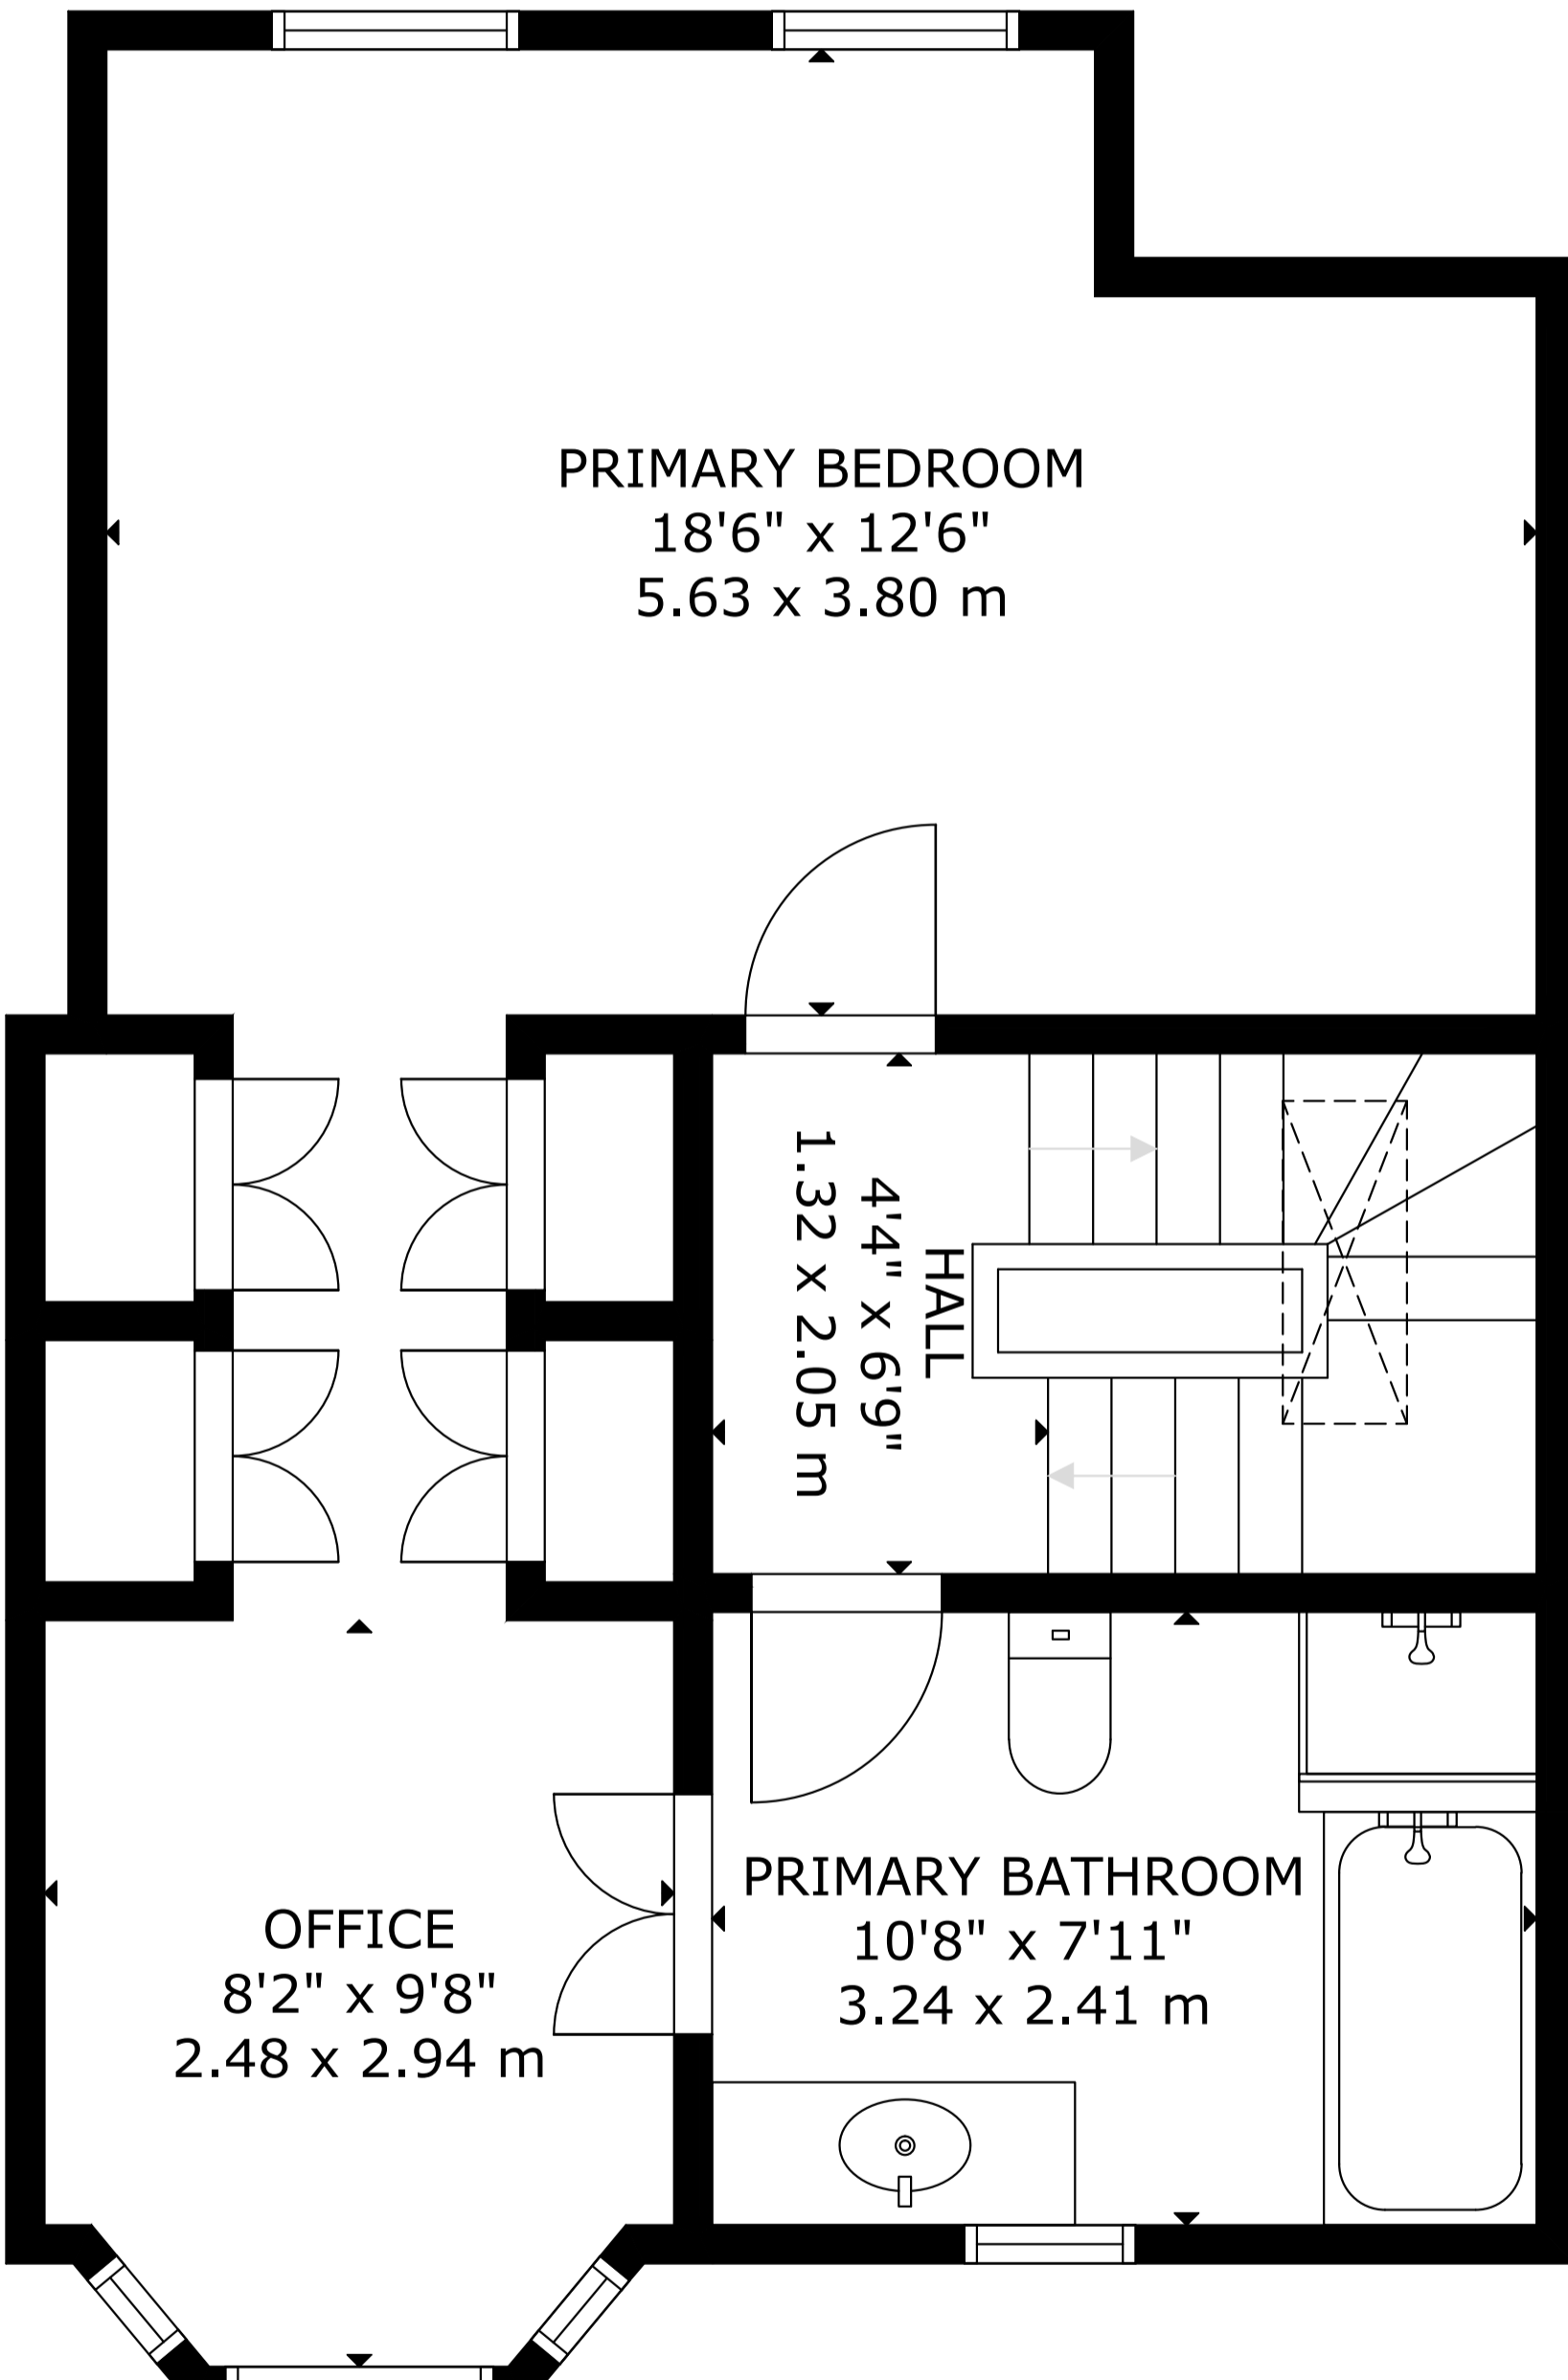 PRIMARY BEDROOM
18'6" x 12'6"
5.63 x 3.80 m
HALL
4'4" x 6'9"
1.32 x 2.05 m
PRIMARY BATHROOM
10'8" x 7'11"
3.24 x 2.41 m
OFFICE
8'2" x 9'8"
2.48 x 2.94 m